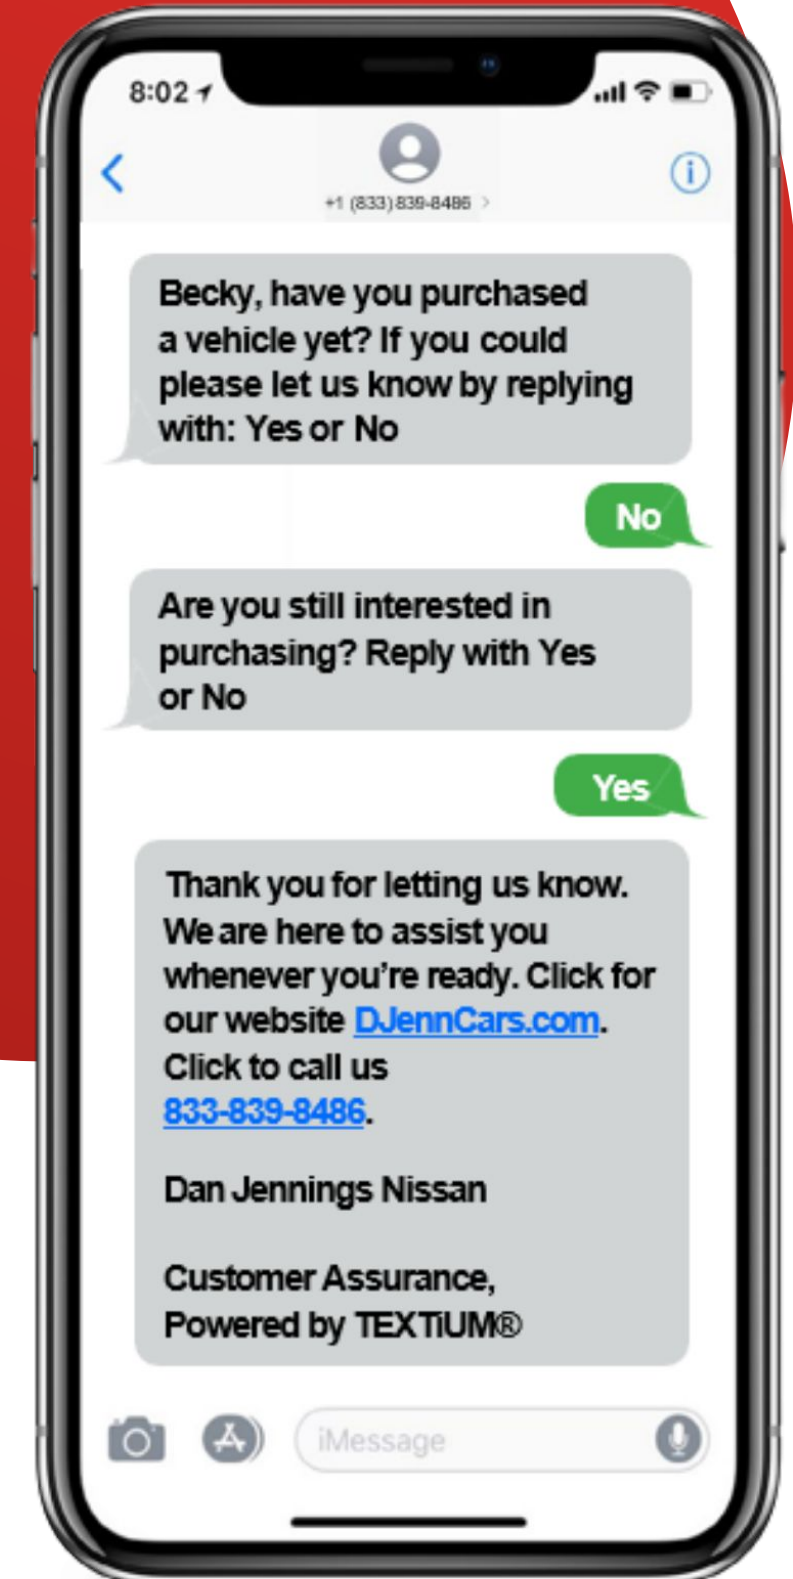 8:02
+1 (833) 839-8486 >
Becky, have you purchased
a vehicle yet? If you could
please let us know by replying
with: Yes or No
No
Are you still interested in
purchasing? Reply with Yes
or No
Yes
Thank you for letting us know.
We are here to assist you
whenever you’re ready. Click for
our website DJennCars.com.
Click to call us
833-839-8486.
Dan Jennings Nissan
Customer Assurance,
Powered by TEXTiUM®
iMessage